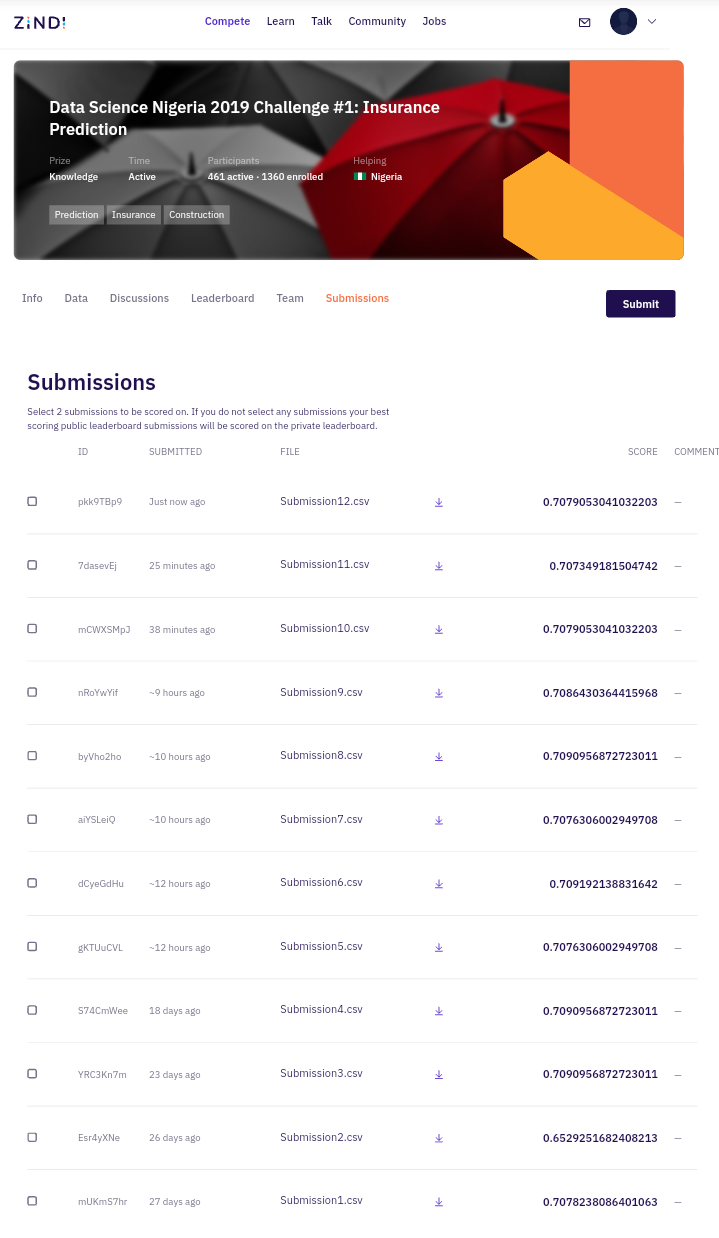 ZiNDI
Compete Learn Talk Community Jobs
Data Science Nigeria 2019 Challenge #1: Insurance
Prediction
Prize Time Participants Helping
Knowledge Active 461 active · 1360 enrolled Nigeria
Prediction Insurance Construction
Info Data Discussions Leaderboard Team Submissions Submit
Submissions
Select 2 submissions to be scored on. If you do not select any submissions your best
scoring public leaderboard submissions will be scored on the private leaderboard.
ID SUBMITTED FILE SCORE COMMENT
pkk9TBp9 Just now ago Submission12.csv 0.7079053041032203 —
7dasevEj 25 minutes ago Submission11.csv 0.707349181504742 —
mCWXSMpJ 38 minutes ago Submission10.csv 0.7079053041032203 —
nRoYwYif ~9 hours ago Submission9.csv 0.7086430364415968 —
byVho2ho ~10 hours ago Submission8.csv 0.7090956872723011 —
aiYSLeiQ ~10 hours ago Submission7.csv 0.7076306002949708 —
dCyeGdHu ~12 hours ago Submission6.csv 0.709192138831642 —
gKTUuCVL ~12 hours ago Submission5.csv 0.7076306002949708 —
S74CmWee 18 days ago Submission4.csv 0.7090956872723011 —
YRC3Kn7m 23 days ago Submission3.csv 0.7090956872723011 —
Esr4yXNe 26 days ago Submission2.csv 0.6529251682408213 —
mUKmS7hr 27 days ago Submission1.csv 0.7078238086401063 —